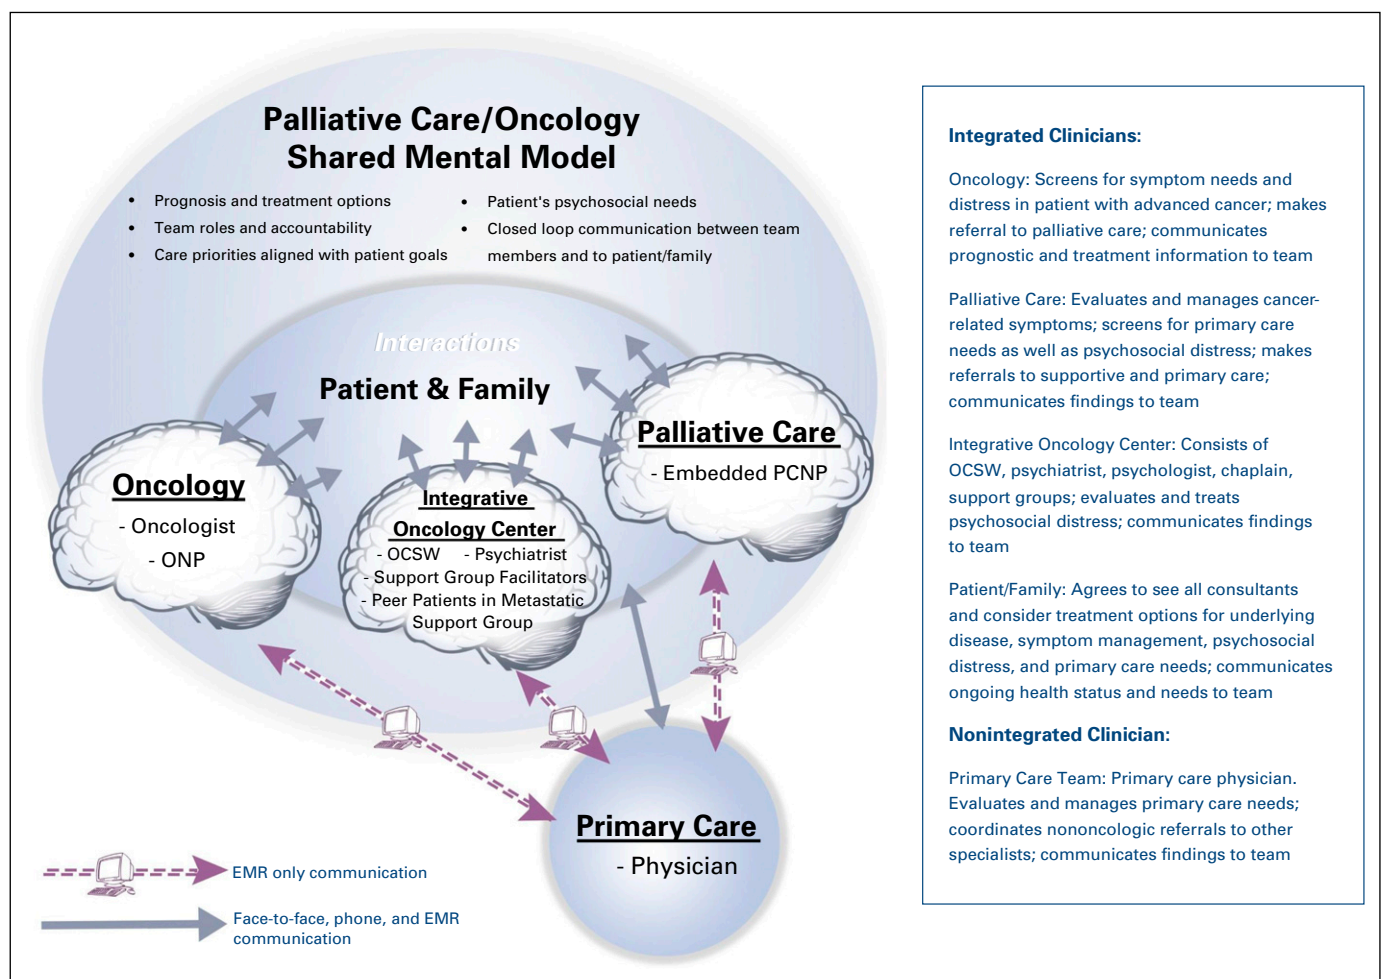 Palliative Care/Oncology
Shared Mental Model
• Prognosis and treatment options
• Team roles and accountability
• Care priorities aligned with patient goals
• Patient's psychosocial needs
• Closed loop communication between team
members and to patient/family
Interactions
Patient & Family
Oncology
- Oncologist
- ONP
Integrative
Oncology Center
- OCSW - Psychiatrist
- Support Group Facilitators
- Peer Patients in Metastatic
Support Group
Palliative Care
- Embedded PCNP
Primary Care
- Physician
EMR only communication
Face-to-face, phone, and EMR
communication
Integrated Clinicians:
Oncology: Screens for symptom needs and
distress in patient with advanced cancer; makes
referral to palliative care; communicates
prognostic and treatment information to team
Palliative Care: Evaluates and manages cancer-
related symptoms; screens for primary care
needs as well as psychosocial distress; makes
referrals to supportive and primary care;
communicates findings to team
Integrative Oncology Center: Consists of
OCSW, psychiatrist, psychologist, chaplain,
support groups; evaluates and treats
psychosocial distress; communicates findings
to team
Patient/Family: Agrees to see all consultants
and consider treatment options for underlying
disease, symptom management, psychosocial
distress, and primary care needs; communicates
ongoing health status and needs to team
Nonintegrated Clinician:
Primary Care Team: Primary care physician.
Evaluates and manages primary care needs;
coordinates nononcologic referrals to other
specialists; communicates findings to team